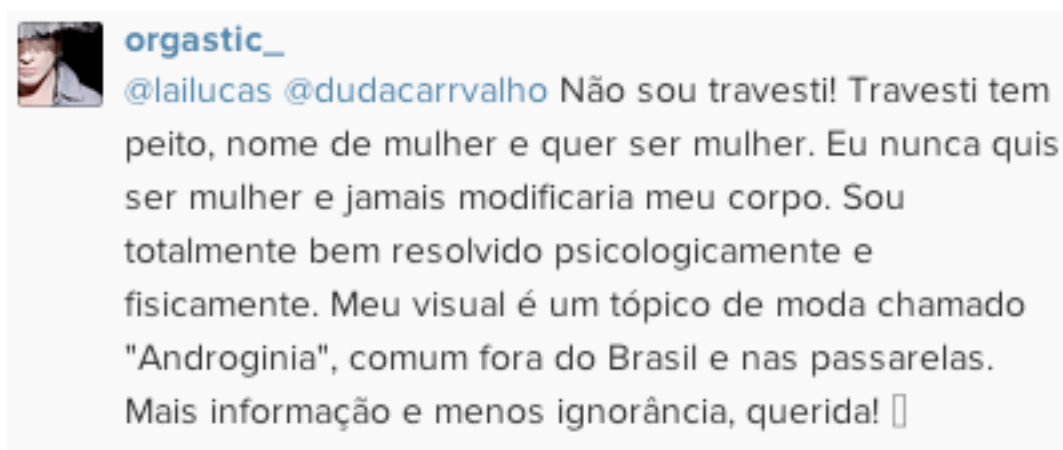 orgastic_
@lailucas @dudacarrvalho Não sou travesti! Travesti tem
peito, nome de mulher e quer ser mulher. Eu nunca quis
ser mulher e jamais modificaria meu corpo. Sou
totalmente bem resolvido psicologicamente e
fisicamente. Meu visual é um tópico de moda chamado
"Androginia", comum fora do Brasil e nas passarelas.
Mais informação e menos ignorância, querida!